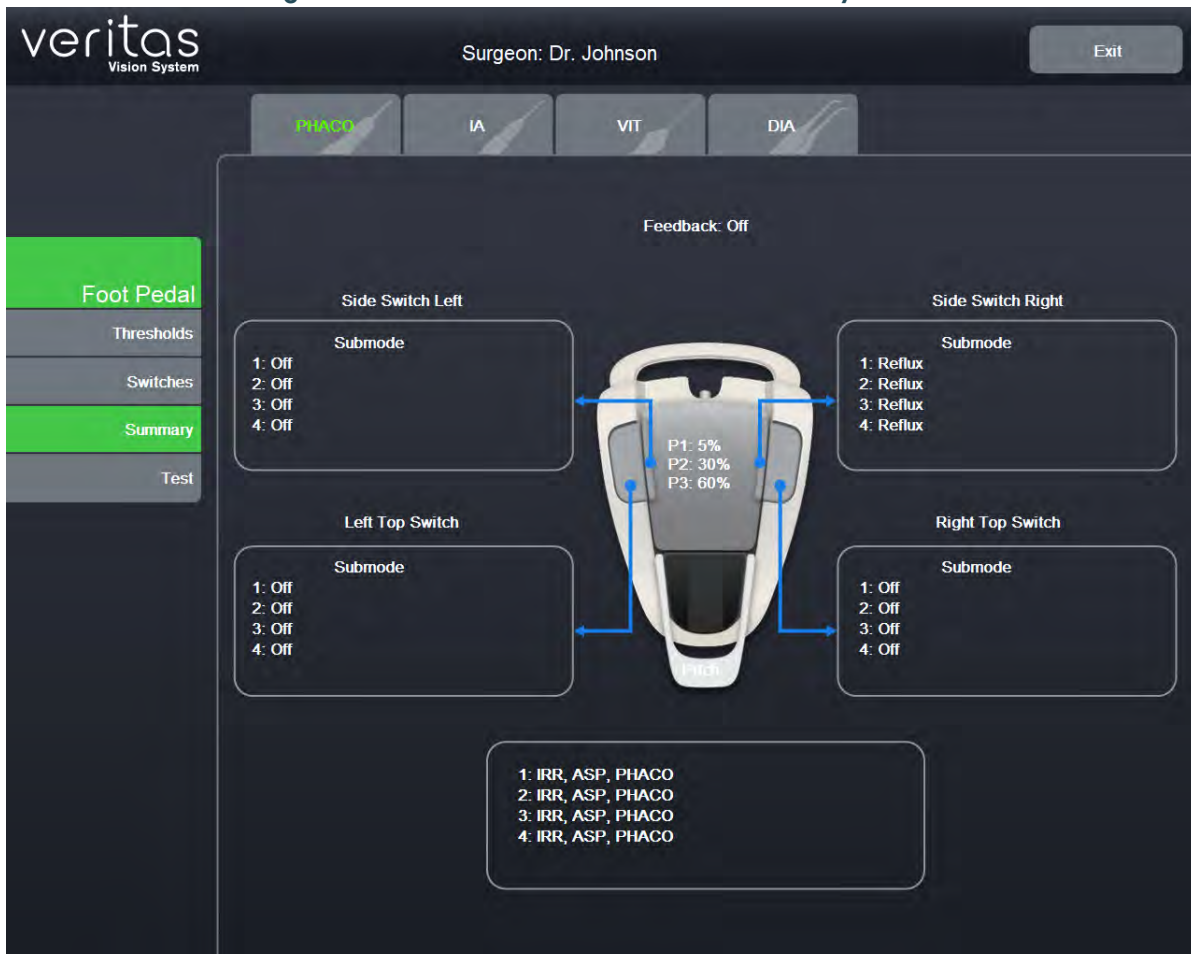 veritas
Vision System
Surgeon: Dr. Johnson
Exit
PHACO
IA
VIT
DIA
Feedback: Off
Foot Pedal
Thresholds
Switches
Summary
Test
Side Switch Left
Submode
1: Off
2: Off
3: Off
4: Off
Side Switch Right
Submode
1: Reflux
2: Reflux
3: Reflux
4: Reflux
P1: 5%
P2: 30%
P3: 60%
Left Top Switch
Submode
1: Off
2: Off
3: Off
4: Off
Right Top Switch
Submode
1: Off
2: Off
3: Off
4: Off
Pitch
1: IRR, ASP, PHACO
2: IRR, ASP, PHACO
3: IRR, ASP, PHACO
4: IRR, ASP, PHACO